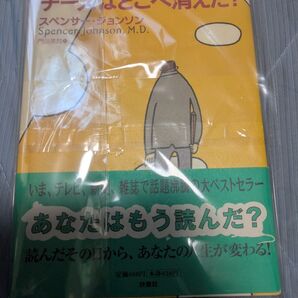 チーズはどこへ消えた?
スペンサー・ジョンソン
Spencer Johnson, M.D.
いま、テレビ、新聞、雑誌で話題沸騰の大ベストセラー
あなたはもう読んだ?
読んだその日から、あなたの人生が変わる!
扶桑社